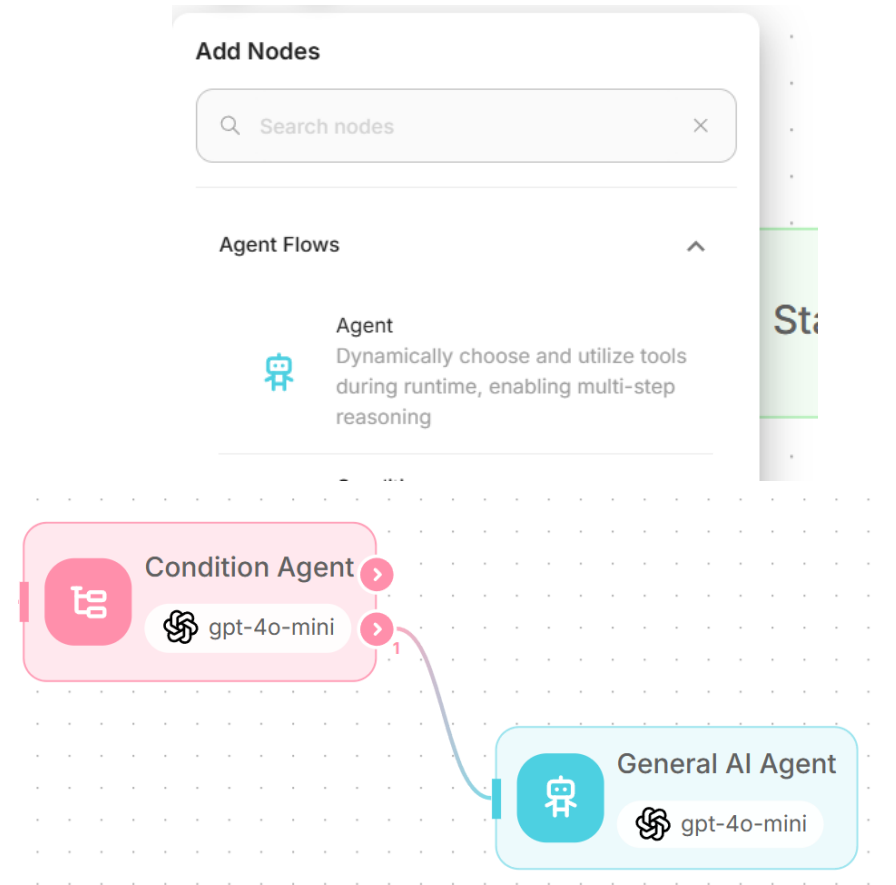 Add Nodes
Search nodes
Agent Flows
Agent
Dynamically choose and utilize tools
during runtime, enabling multi-step
reasoning
Condition Agent
gpt-4o-mini
1
General AI Agent
gpt-4o-mini